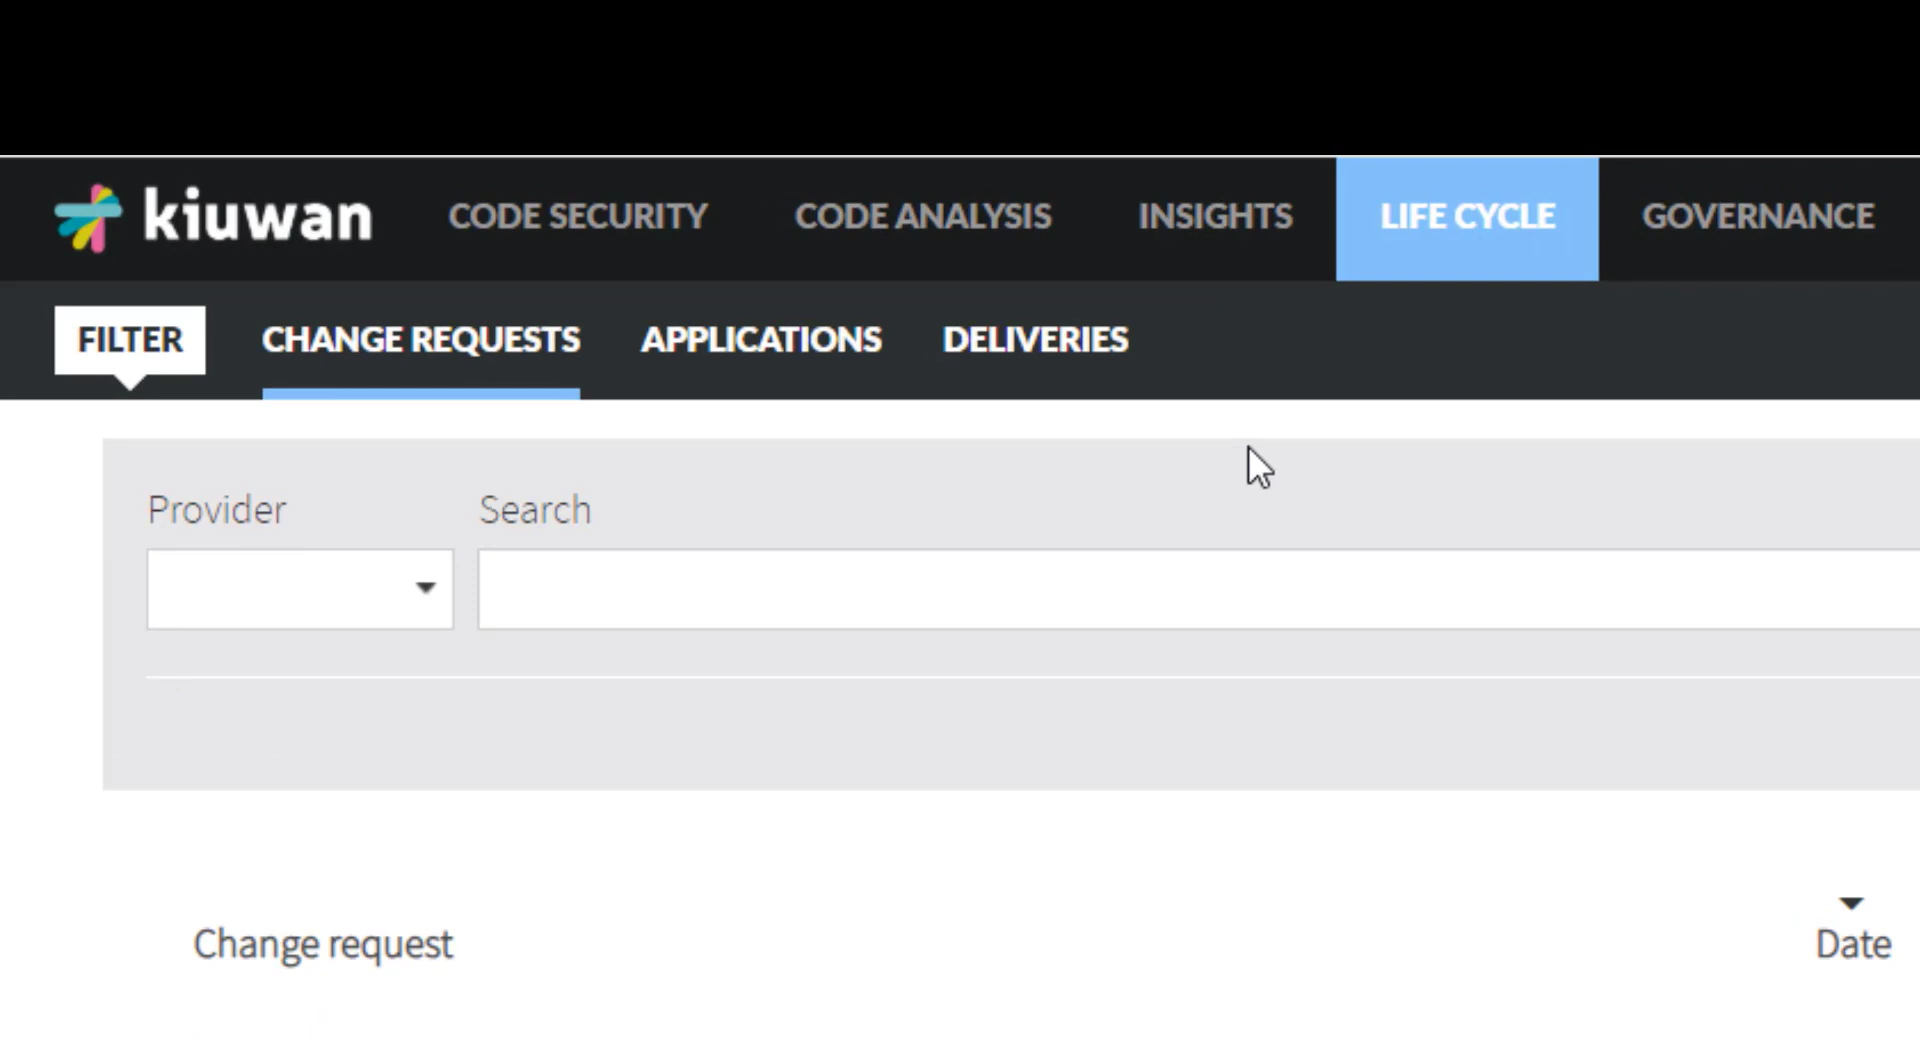 kiuwan CODE SECURITY CODE ANALYSIS INSIGHTS LIFE CYCLE GOVERNANCE
FILTER CHANGE REQUESTS APPLICATIONS DELIVERIES
Provider Search
Change request Date